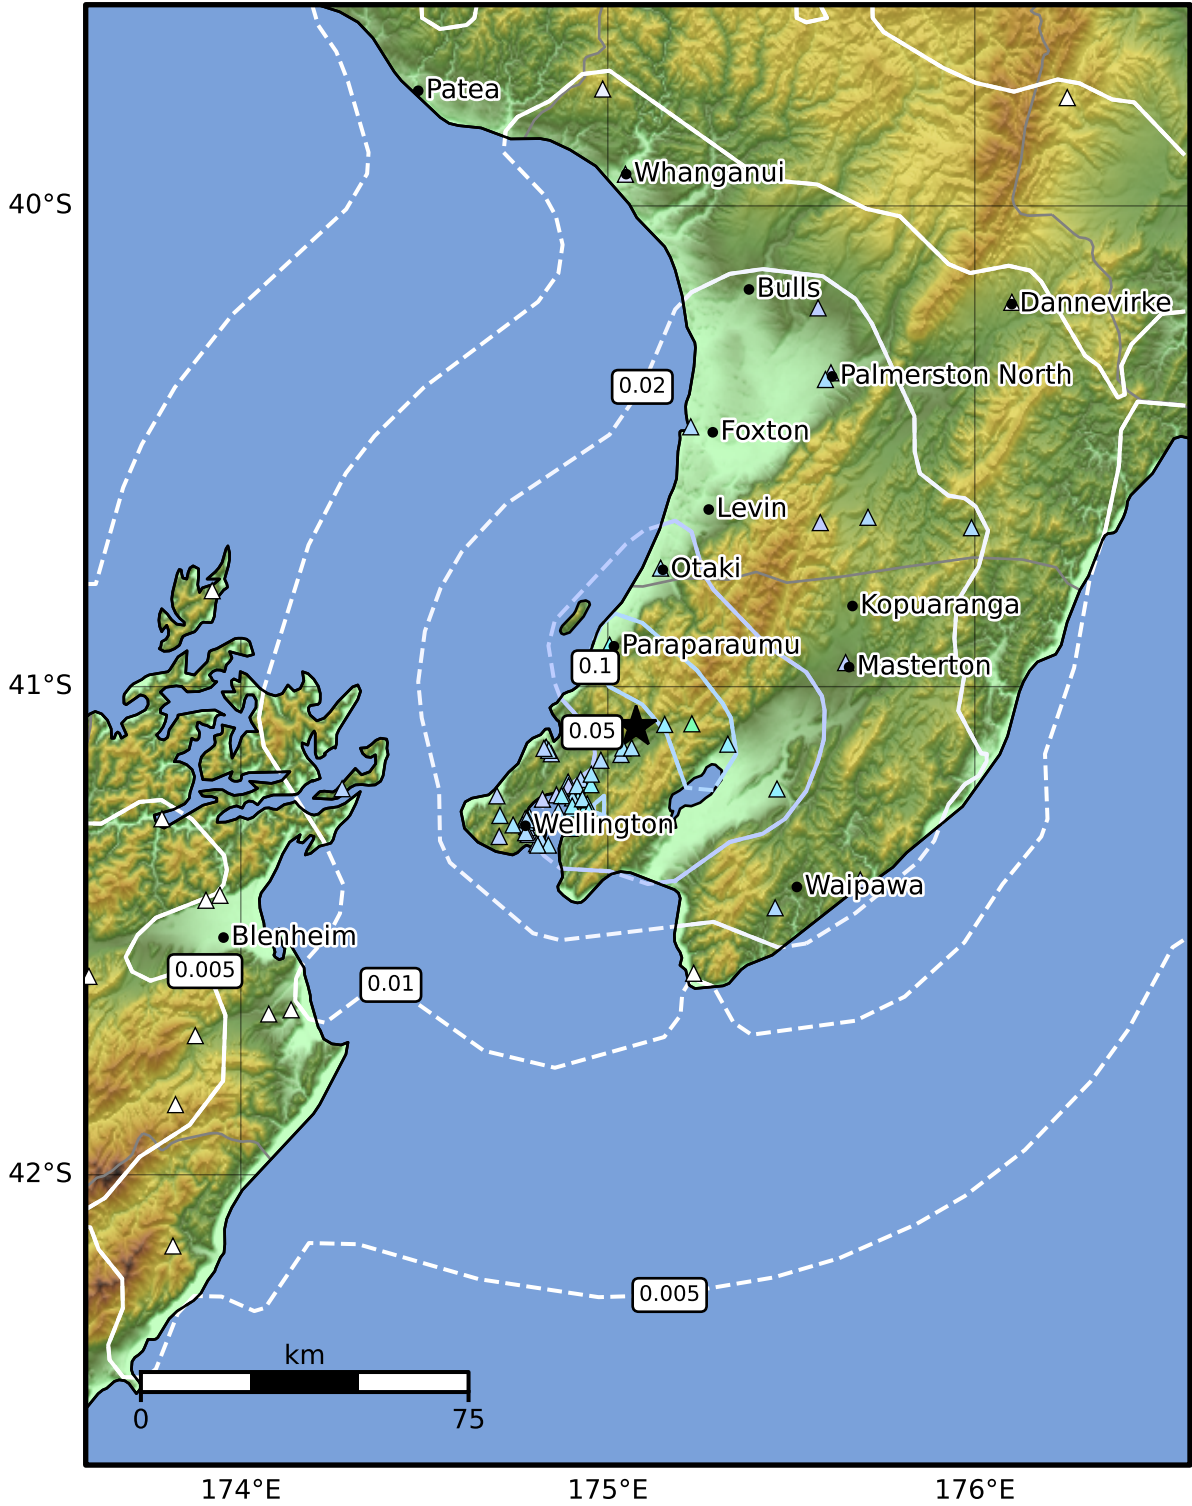 Patea
Whanganui
40°S
Bulls
Dannevirke
Palmerston North
0.02
Foxton
Levin
Otaki
Kopuaranga
Paraparaumu
0.1
Masterton
41°S
0.05
Wellington
Waipawa
Blenheim
0.005
0.01
42°S
0.005
km
0
75
174°E
175°E
176°E